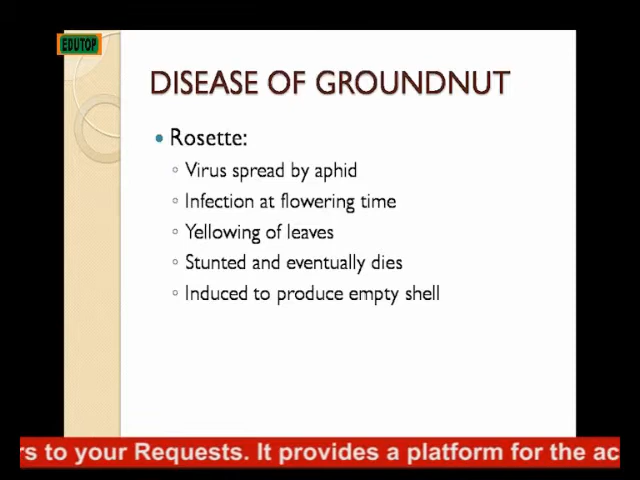 EDUTOP
DISEASE OF GROUNDNUT
Rosette:
Virus spread by aphid
Infection at flowering time
Yellowing of leaves
Stunted and eventually dies
Induced to produce empty shell
rs to your Requests. It provides a platform for the ac